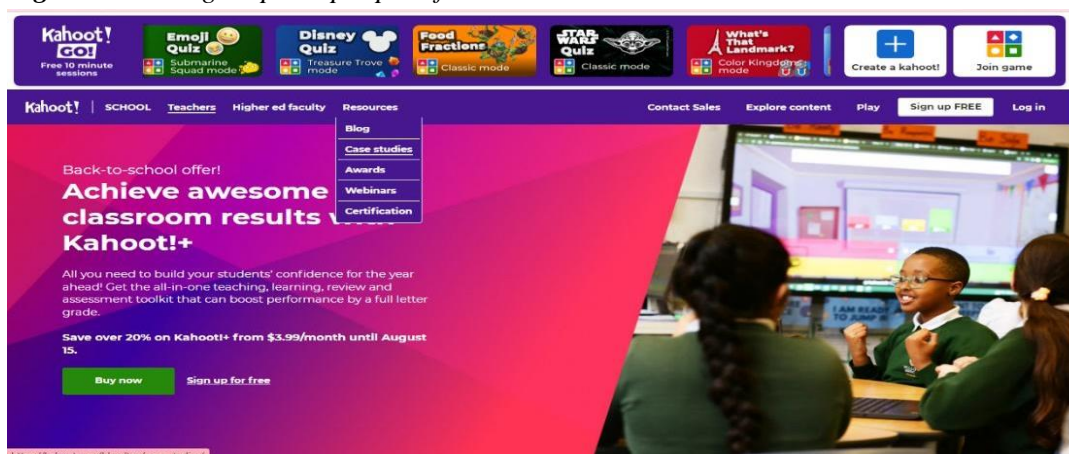 Kahoot!
GO!
Free 10 minute
sessions
Emoji
Quiz
Submarine
Squad mode
Disney
Quiz
Treasure Trove
mode
Food
Fractions
Classic mode
STAR
WARS
Quiz
Classic mode
What's
That
Landmark?
Color Kingdoms
mode
Create a kahoot!
Join game
Kahoot! SCHOOL Teachers Higher ed faculty Resources Contact Sales Explore content Play Sign up FREE Log in
Blog
Case studies
Awards
Webinars
Certification
Back-to-school offer!
Achieve awesome
classroom results
Kahoot!+
All you need to build your students' confidence for the year
ahead! Get the all-in-one teaching, learning, review and
assessment toolkit that can boost performance by a full letter
grade.
Save over 20% on Kahoot!+ from $3.99/month until August
15.
Buy now Sign up for free
I AM READY
TO JUMP IN